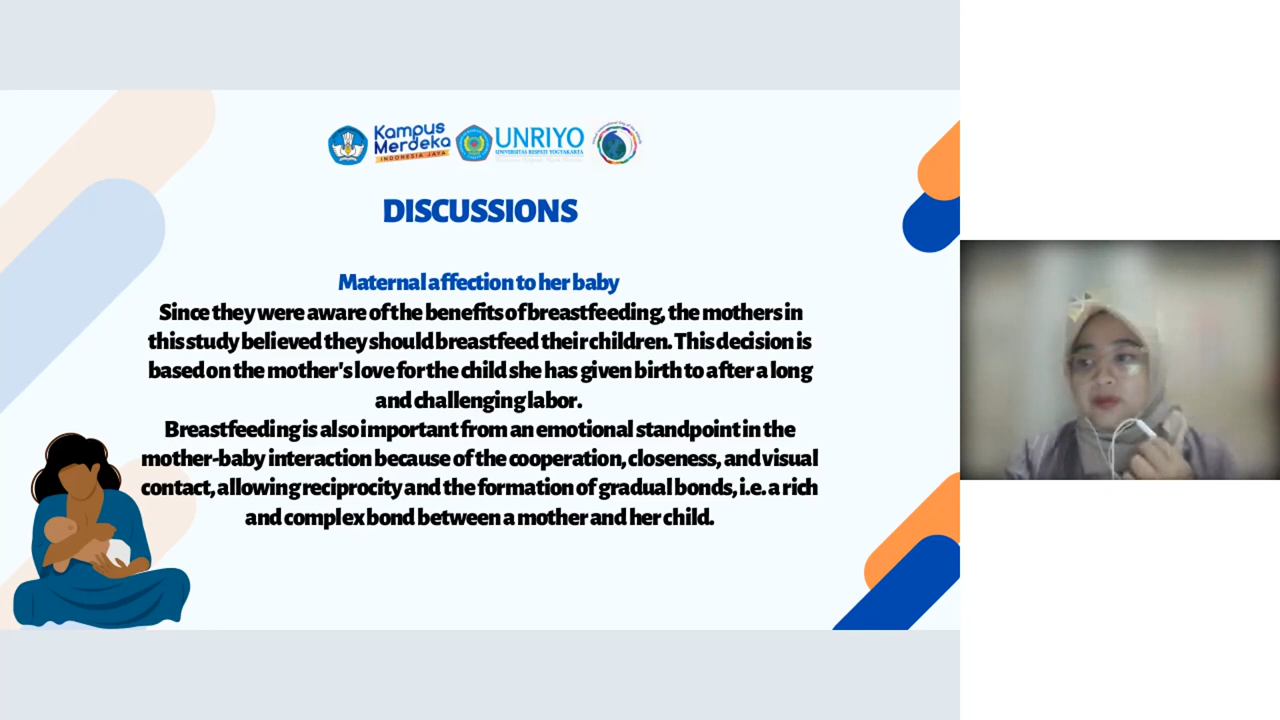 Kampus
Merdeka
INDONESIA JAYA
UNRIYO
UNIVERSITAS RESPATI YOGYAKARTA
DISCUSSIONS
Maternal affection to her baby
Since they were aware of the benefits of breastfeeding, the mothers in
this study believed they should breastfeed their children. This decision is
based on the mother's love for the child she has given birth to after a long
and challenging labor.
Breastfeeding is also important from an emotional standpoint in the
mother-baby interaction because of the cooperation, closeness, and visual
contact, allowing reciprocity and the formation of gradual bonds, i.e. a rich
and complex bond between a mother and her child.